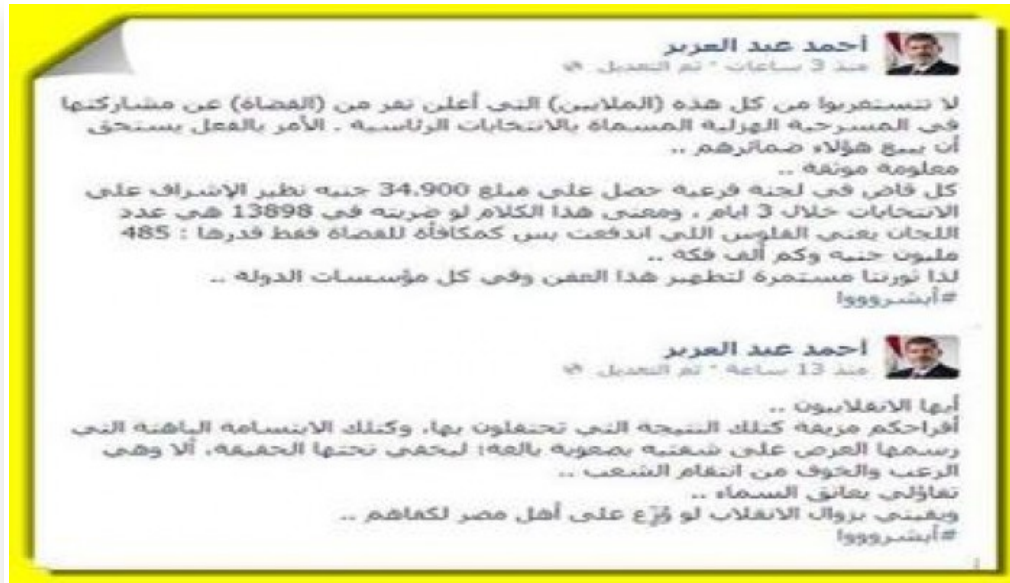 أحمد عبد العزيز
منذ 3 ساعات · تم التعديل ·
لا تستغربوا من كل هذه (الملايين) التي أعلن نفر من (القضاة) عن مشاركتها
في المسرحية الهزلية المسماة بالانتخابات الرئاسية . الأمر بالفعل يستحق
أن يبيع هؤلاء ضمائرهم ..
معلومة موثقة ..
كل قاض في لجنة فرعية حصل على مبلغ 34.900 جنيه نظير الإشراف على
الانتخابات خلال 3 ايام , ومعنى هذا الكلام لو ضربته في 13898 هي عدد
اللجان يعني الفلوس اللي اندفعت بس كمكافأة للقضاة فقط قدرها : 485
مليون جنيه وكم ألف فكة ..
لذا ثورتنا مستمرة لتطهير هذا العفن وفي كل مؤسسات الدولة ..
#أبشروووا
أحمد عبد العزيز
منذ 13 ساعة · تم التعديل ·
أيها الانقلابيون ..
أفراحكم مزيفة كتلك النتيجة التي تحتفلون بها، وكتلك الابتسامة الباهتة التي
رسمها العرص على شفتيه بصعوبة بالغة؛ ليخفي تحتها الحقيقة، ألا وهي
الرعب والخوف من انتقام الشعب ..
تفاؤلي يعانق السماء ..
ويقيني بزوال الانقلاب لو وُزِّع على أهل مصر لكفاهم ..
#أبشروووا